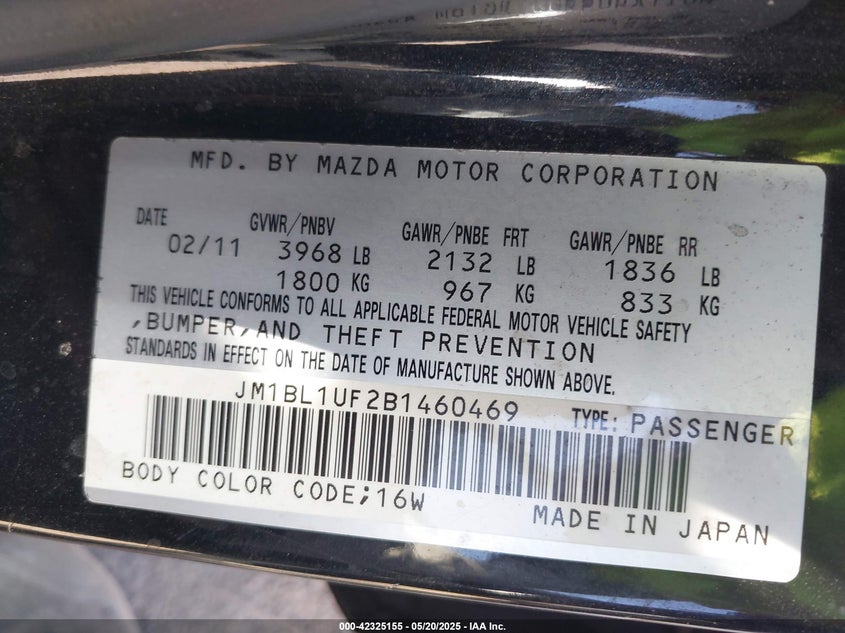 MFD. BY MAZDA MOTOR CORPORATION
DATE GVWR/PNBV GAWR/PNBE FRT GAWR/PNBE RR
02/11 3968 LB 2132 LB 1836 LB
1800 KG 967 KG 833 KG
THIS VEHICLE CONFORMS TO ALL APPLICABLE FEDERAL MOTOR VEHICLE SAFETY
,BUMPER,AND THEFT PREVENTION
STANDARDS IN EFFECT ON THE DATE OF MANUFACTURE SHOWN ABOVE.
JM1BL1UF2B1460469 TYPE: PASSENGER
BODY COLOR CODE;16W
MADE IN JAPAN
000-42325155 - 05/20/2025 - IAA Inc.